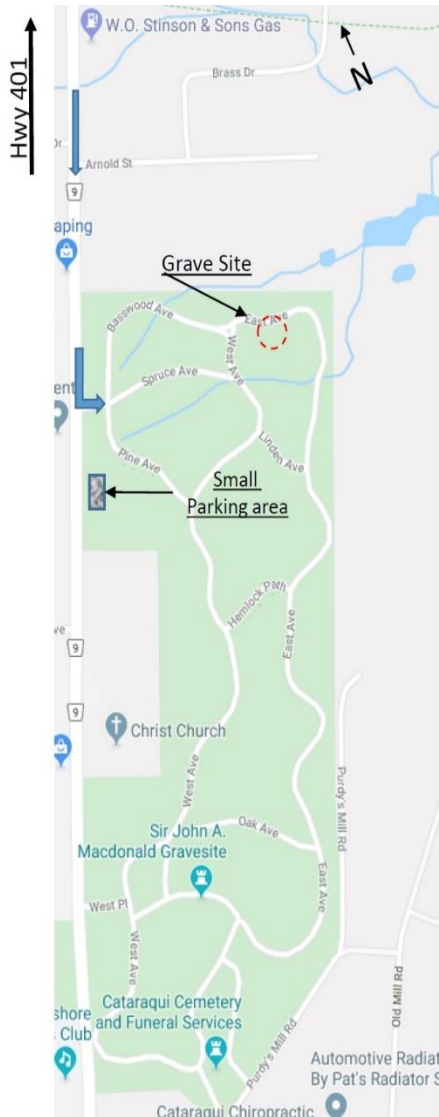 W.O. Stinson & Sons Gas
Hwy 401
N
Brass Dr
Dr
Arnold St
9
aping
Grave Site
Basswood Ave
East Ave
West Ave
Spruce Ave
ent
Linden Ave
Pine Ave
Small
Parking area
Hemlock Path
East Ave
ve
9
9
Christ Church
West Ave
Purdy's Mill Rd
Sir John A.
Macdonald Gravesite
Oak Ave
East Ave
West Pl
West Ave
Old Mill Rd
shore
s Club
Cataraqui Cemetery
and Funeral Services
Purdy's Mill Rd
Automotive Radiat
By Pat's Radiator S
Cataraqui Chiropractic